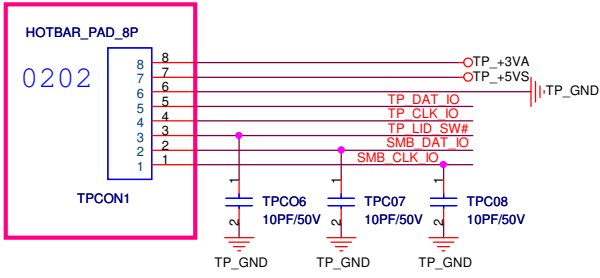 HOTBAR_PAD_8P
0202
8 8 TP_+3VA
7 7 TP_+5VS
6 6 TP_GND
5 5 TP_DAT_IO
4 4 TP_CLK_IO
3 3 TP_LID_SW#
2 2 SMB_DAT_IO
1 1 SMB_CLK_IO
TPCON1
1 1 1
TPCO6 TPC07 TPC08
10PF/50V 10PF/50V 10PF/50V
2 2 2
TP_GND TP_GND TP_GND